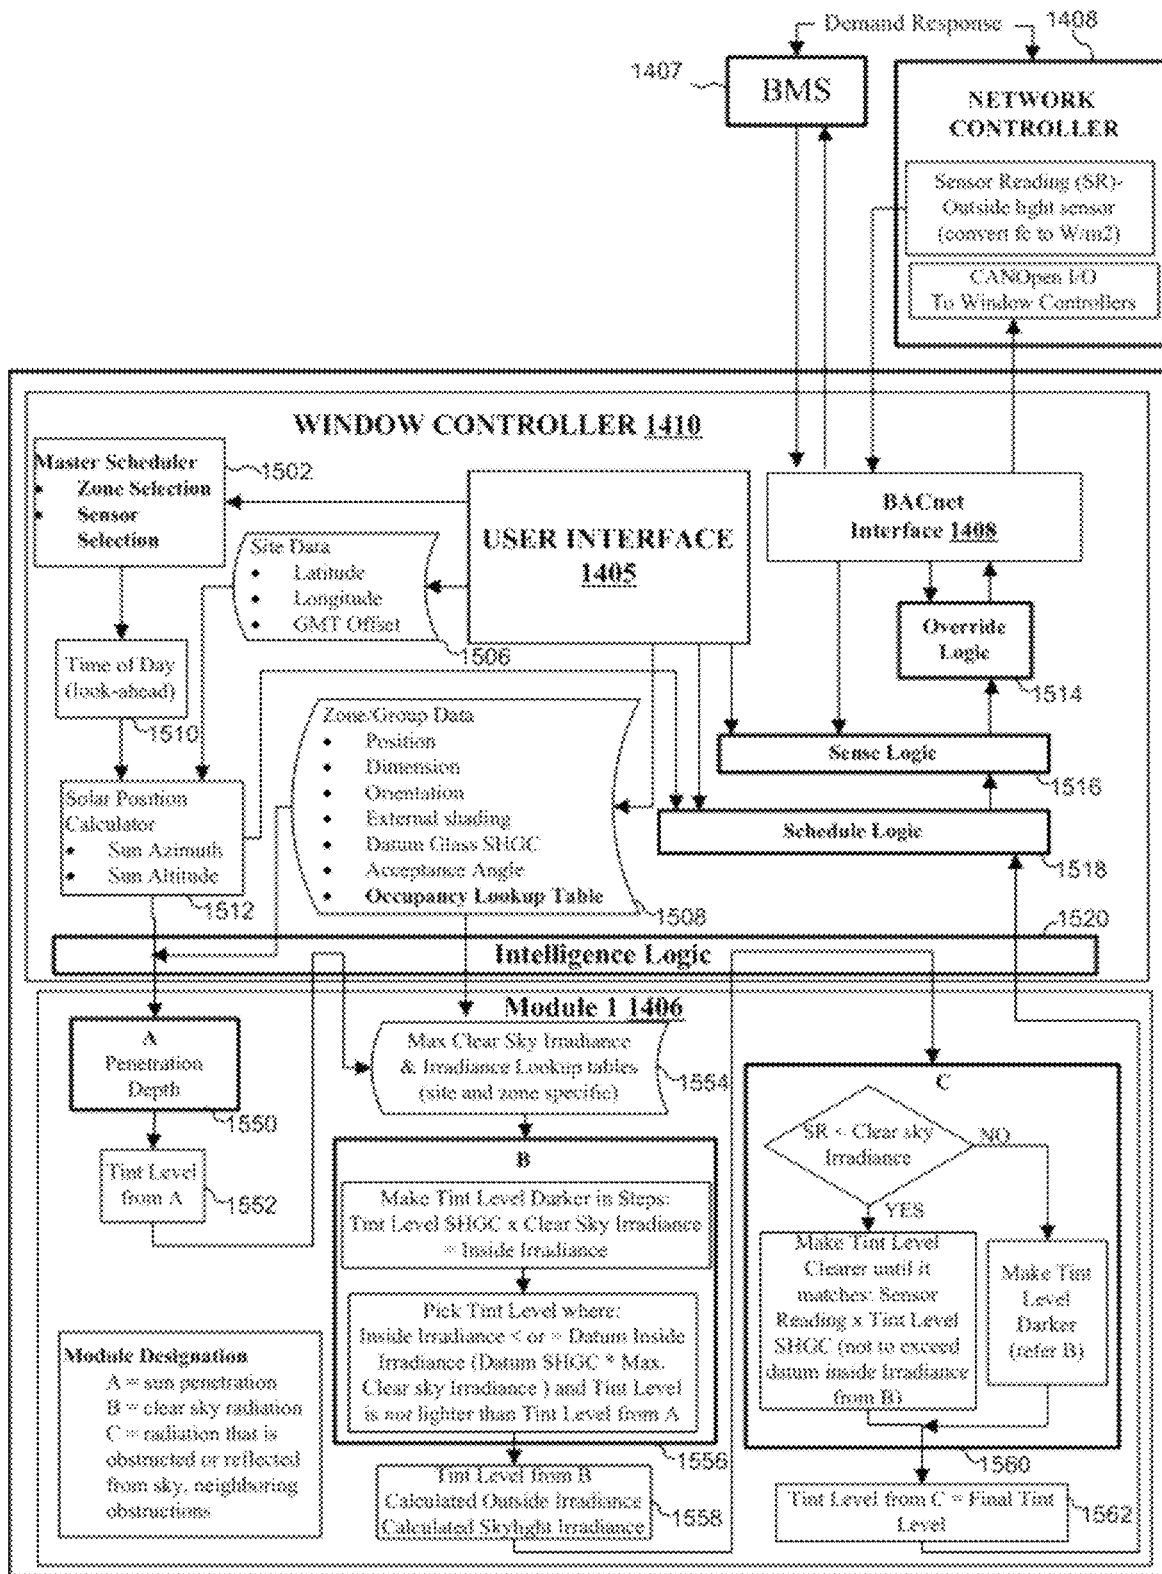 Demand Response
1408
1407
BMS
NETWORK
CONTROLLER
Sensor Reading (SR)-
Outside light sensor
(convert fc to W/m2)
CANOpen I/O
To Window Controllers
WINDOW CONTROLLER 1410
Master Scheduler
• Zone Selection
• Sensor
Selection
1502
USER INTERFACE
1405
BACnet
Interface 1408
Site Data
• Latitude
• Longitude
• GMT Offset
1506
Override
Logic
1514
Time of Day
(look-ahead)
1510
Zone/Group Data
• Position
• Dimension
• Orientation
• External shading
• Datum Glass SHGC
• Acceptance Angle
• Occupancy Lookup Table
1508
Sense Logic
1516
Solar Position
Calculator
• Sun Azimuth
• Sun Altitude
1512
Schedule Logic
1518
1520
Intelligence Logic
Module 1 1406
A
Penetration
Depth
1550
Tint Level
from A
1552
Max Clear Sky Irradiance
& Irradiance Lookup tables
(site and zone specific)
1554
B
Make Tint Level Darker in Steps:
Tint Level SHGC x Clear Sky Irradiance
= Inside Irradiance
Pick Tint Level where:
Inside Irradiance < or = Datum Inside
Irradiance (Datum SHGC * Max.
Clear sky Irradiance ) and Tint Level
is not lighter than Tint Level from A
1556
Tint Level from B
Calculated Outside Irradiance
Calculated Skylight Irradiance
1558
C
SR < Clear sky
Irradiance
NO
YES
Make Tint Level
Clearer until it
matches: Sensor
Reading x Tint Level
SHGC (not to exceed
datum inside Irradiance
from B)
Make Tint
Level
Darker
(refer B)
1560
Tint Level from C = Final Tint
Level
1562
Module Designation
A = sun penetration
B = clear sky radiation
C = radiation that is
obstructed or reflected
from sky, neighboring
obstructions